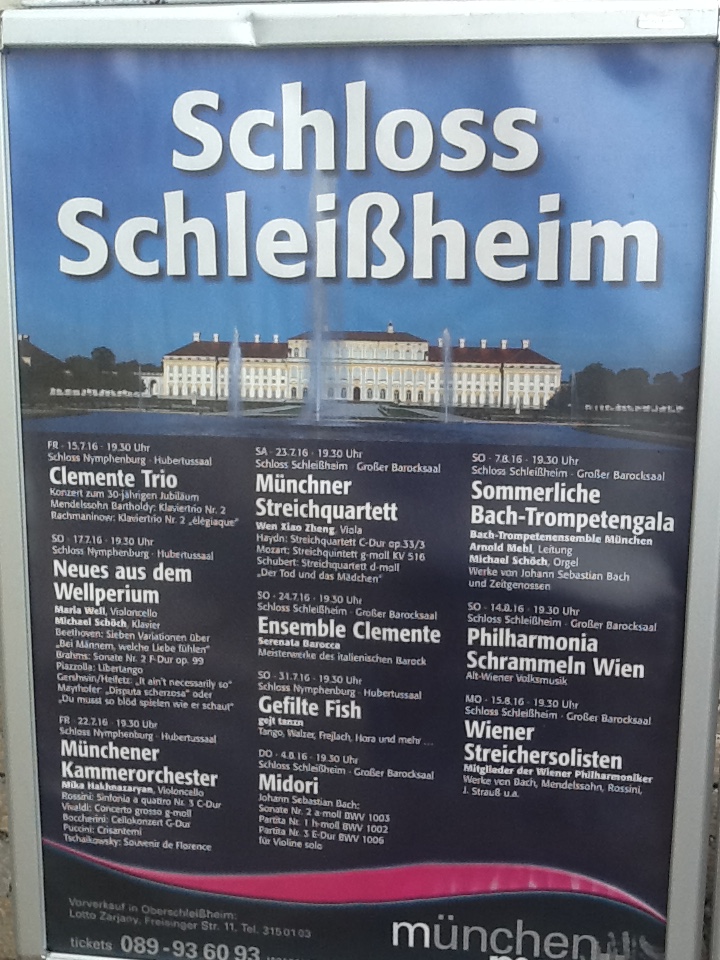 Schloss
Schleißheim
FR · 15.7.16 · 19.30 Uhr
Schloss Nymphenburg · Hubertussaal
Clemente Trio
Konzert zum 30-jährigen Jubiläum
Mendelssohn Bartholdy: Klaviertrio Nr. 2
Rachmaninow: Klaviertrio Nr. 2 „élégiaque“
SO · 17.7.16 · 19.30 Uhr
Schloss Nymphenburg · Hubertussaal
Neues aus dem
Wellperium
Maria Well, Violoncello
Michael Schöch, Klavier
Beethoven: Sieben Variationen über
„Bei Männern, welche Liebe fühlen“
Brahms: Sonate Nr. 2 F-Dur op. 99
Piazzolla: Libertango
Gershwin/Heifetz: „It ain't necessarily so“
Mayrhofer: „Disputa scherzosa“ oder
„Du musst so blöd spielen wie er schaut“
FR · 22.7.16 · 19.30 Uhr
Schloss Nymphenburg · Hubertussaal
Münchener
Kammerorchester
Mika Hakhnazaryan, Violoncello
Rossini: Sinfonia a quattro Nr. 3 C-Dur
Vivaldi: Concerto grosso g-moll
Boccherini: Cellokonzert G-Dur
Puccini: Crisantemi
Tschaikowsky: Souvenir de Florence
SA · 23.7.16 · 19.30 Uhr
Schloss Schleißheim · Großer Barocksaal
Münchner
Streichquartett
Wen Xiao Zheng, Viola
Haydn: Streichquartett C-Dur op.33/3
Mozart: Streichquintett g-moll KV 516
Schubert: Streichquartett d-moll
„Der Tod und das Mädchen“
SO · 24.7.16 · 19.30 Uhr
Schloss Schleißheim · Großer Barocksaal
Ensemble Clemente
Serenata Barocca
Meisterwerke des italienischen Barock
SO · 31.7.16 · 19.30 Uhr
Schloss Nymphenburg · Hubertussaal
Gefilte Fish
gejt tanzn
Tango, Walzer, Frejlach, Hora und mehr ...
DO · 4.8.16 · 19.30 Uhr
Schloss Schleißheim · Großer Barocksaal
Midori
Johann Sebastian Bach:
Sonate Nr. 2 a-moll BWV 1003
Partita Nr. 1 h-moll BWV 1002
Partita Nr. 3 E-Dur BWV 1006
für Violine solo
SO · 7.8.16 · 19.30 Uhr
Schloss Schleißheim · Großer Barocksaal
Sommerliche
Bach-Trompetengala
Bach-Trompetenensemble München
Arnold Mehl, Leitung
Michael Schöch, Orgel
Werke von Johann Sebastian Bach
und Zeitgenossen
SO · 14.8.16 · 19.30 Uhr
Schloss Schleißheim · Großer Barocksaal
Philharmonia
Schrammeln Wien
Alt-Wiener Volksmusik
MO · 15.8.16 · 19.30 Uhr
Schloss Schleißheim · Großer Barocksaal
Wiener
Streichersolisten
Mitglieder der Wiener Philharmoniker
Werke von Bach, Mendelssohn, Rossini,
J. Strauß u.a.
Vorverkauf in Oberschleißheim:
Lotto Zarjany, Freisinger Str. 11, Tel. 315 01 03
tickets 089 - 93 60 93
münchen